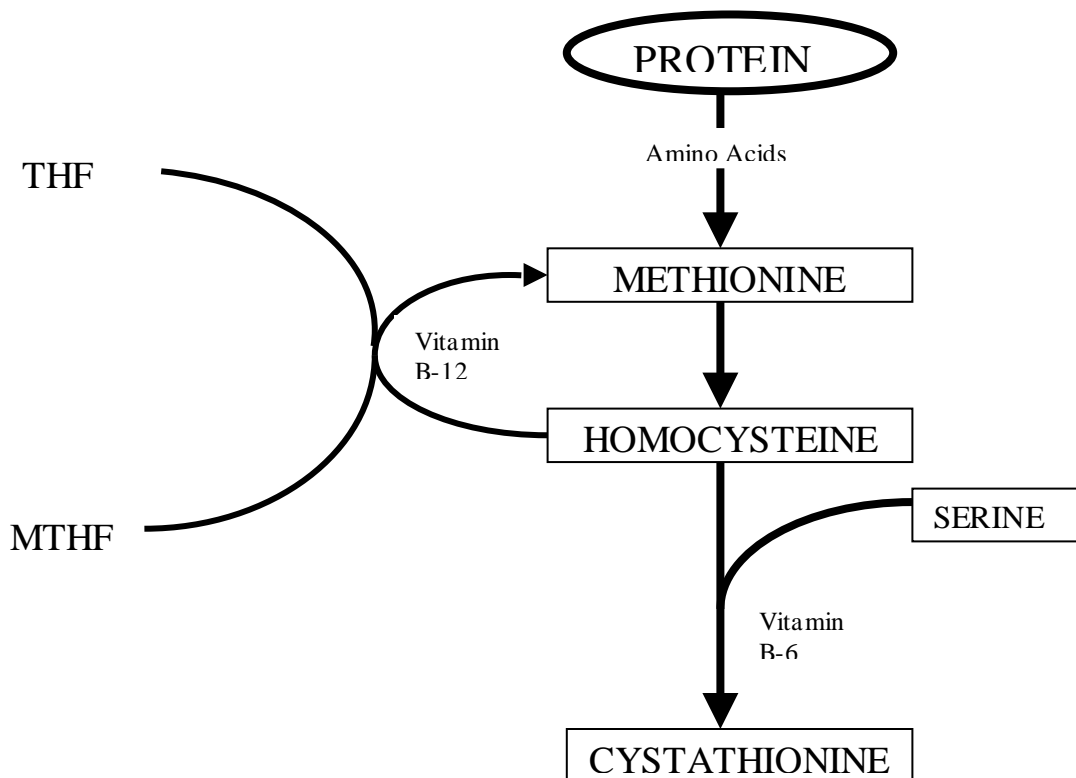 PROTEIN
Amino Acids
THF
METHIONINE
Vitamin
B-12
HOMOCYSTEINE
SERINE
MTHF
Vitamin
B-6
CYSTATHIONINE